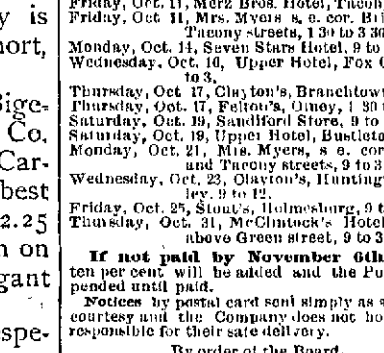 y is
hort,
Bige-
Co.
Car-
best
2.25
n on
gant
espe-
Friday, Oct. 11, Merz Bros. Hotel, Tacony
Friday, Oct 11, Mrs. Myers s. e. cor.
Tacony streets, 1 30 to 3 30
Monday, Oct. 14, Seven Stars Hotel, 9 to
Wednesday, Oct. 16, Upper Hotel, Fox C
to 3.
Thursday, Oct 17, Clayton's, Branchtow
Thursday, Oct. 17, Felton's, Olney, 1 30 t
Saturday, Oct. 19, Sandiford Store, 9 to
Saturday, Oct. 19, Upper Hotel, Bustleto
Monday, Oct. 21, Mrs. Myers, s e. cor
and Tacony streets, 9 to 3
Wednesday, Oct. 23, Clayton's, Hunting
ley. 9 to 12.
Friday, Oct. 25, Stout's, Holmesburg, 9 t
Thursday, Oct. 31, McClintock's Hotel
above Green street, 9 to 3
If not paid by November 6th
ten per cent will be added and the Po
pended until paid.
Notices by postal card sent simply as a
courtesy and the Company does not ho
responsible for their safe delivery.
By order of the Board.